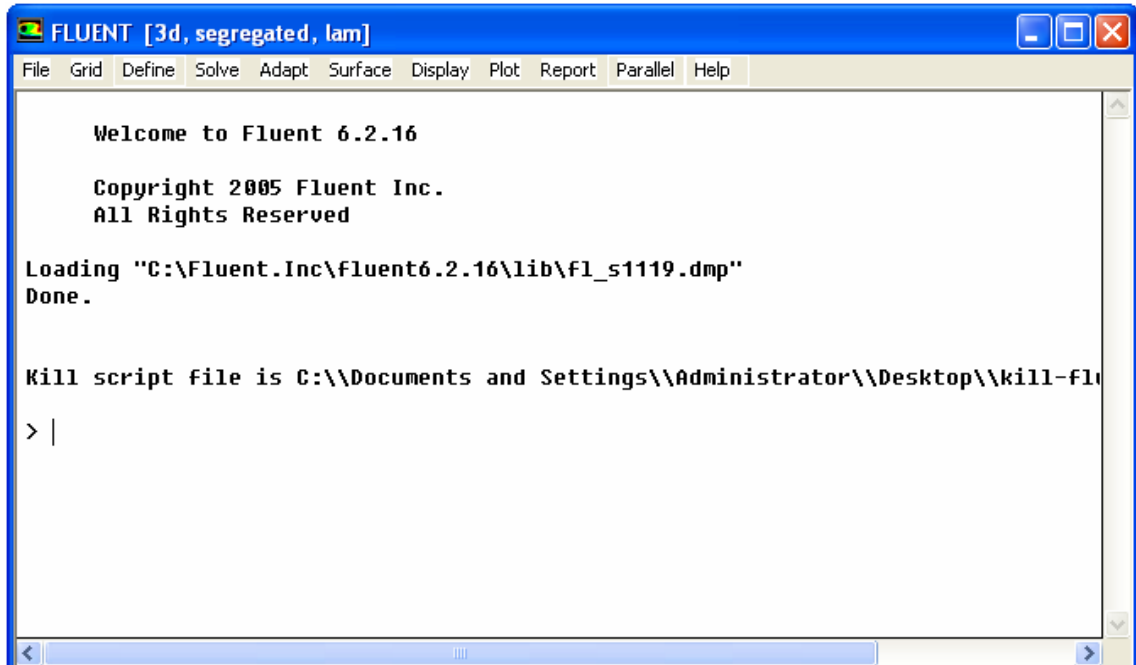 FLUENT [3d, segregated, lam]
File Grid Define Solve Adapt Surface Display Plot Report Parallel Help
Welcome to Fluent 6.2.16
Copyright 2005 Fluent Inc.
All Rights Reserved
Loading "C:\Fluent.Inc\fluent6.2.16\lib\fl_s1119.dmp"
Done.
Kill script file is C:\\Documents and Settings\\Administrator\\Desktop\\kill-flu
>